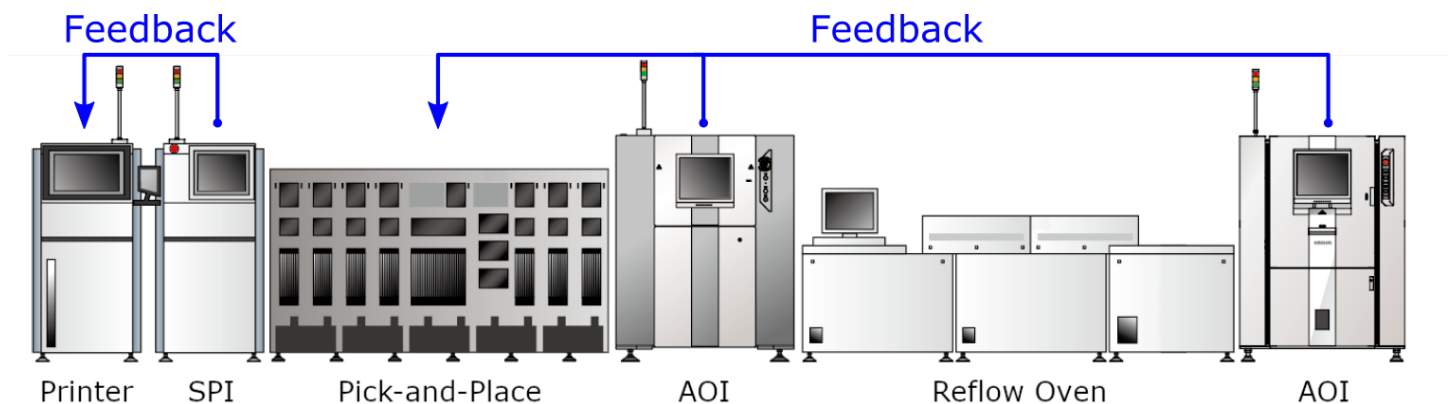 Feedback
Feedback
Printer
SPI
Pick-and-Place
AOI
Reflow Oven
AOI